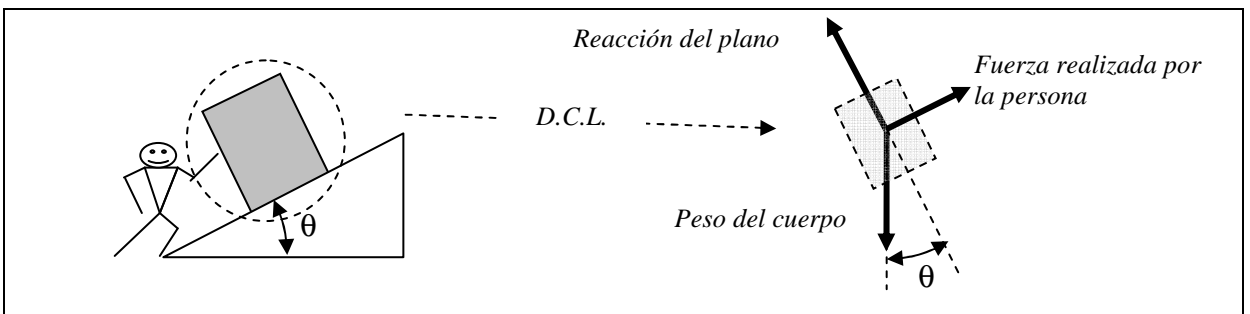 Reacción del plano
Fuerza realizada por
la persona
D.C.L.
Peso del cuerpo
θ
θ